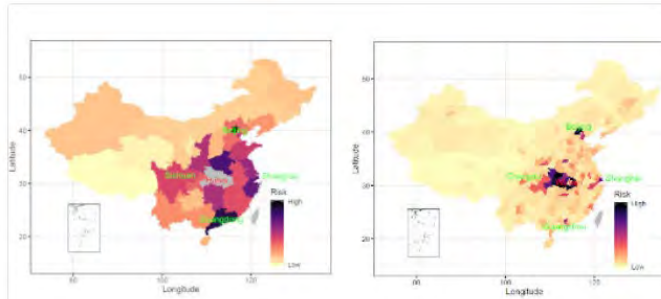 50
40
30
20
80
100
120
Latitude
Longitude
Beijing
Sichuan
Shanghai
Guangdong
Risk
High
Low
50
40
30
20
80
100
120
Latitude
Longitude
Beijing
Chengdu
Shanghai
Guangzhou
Risk
High
Low